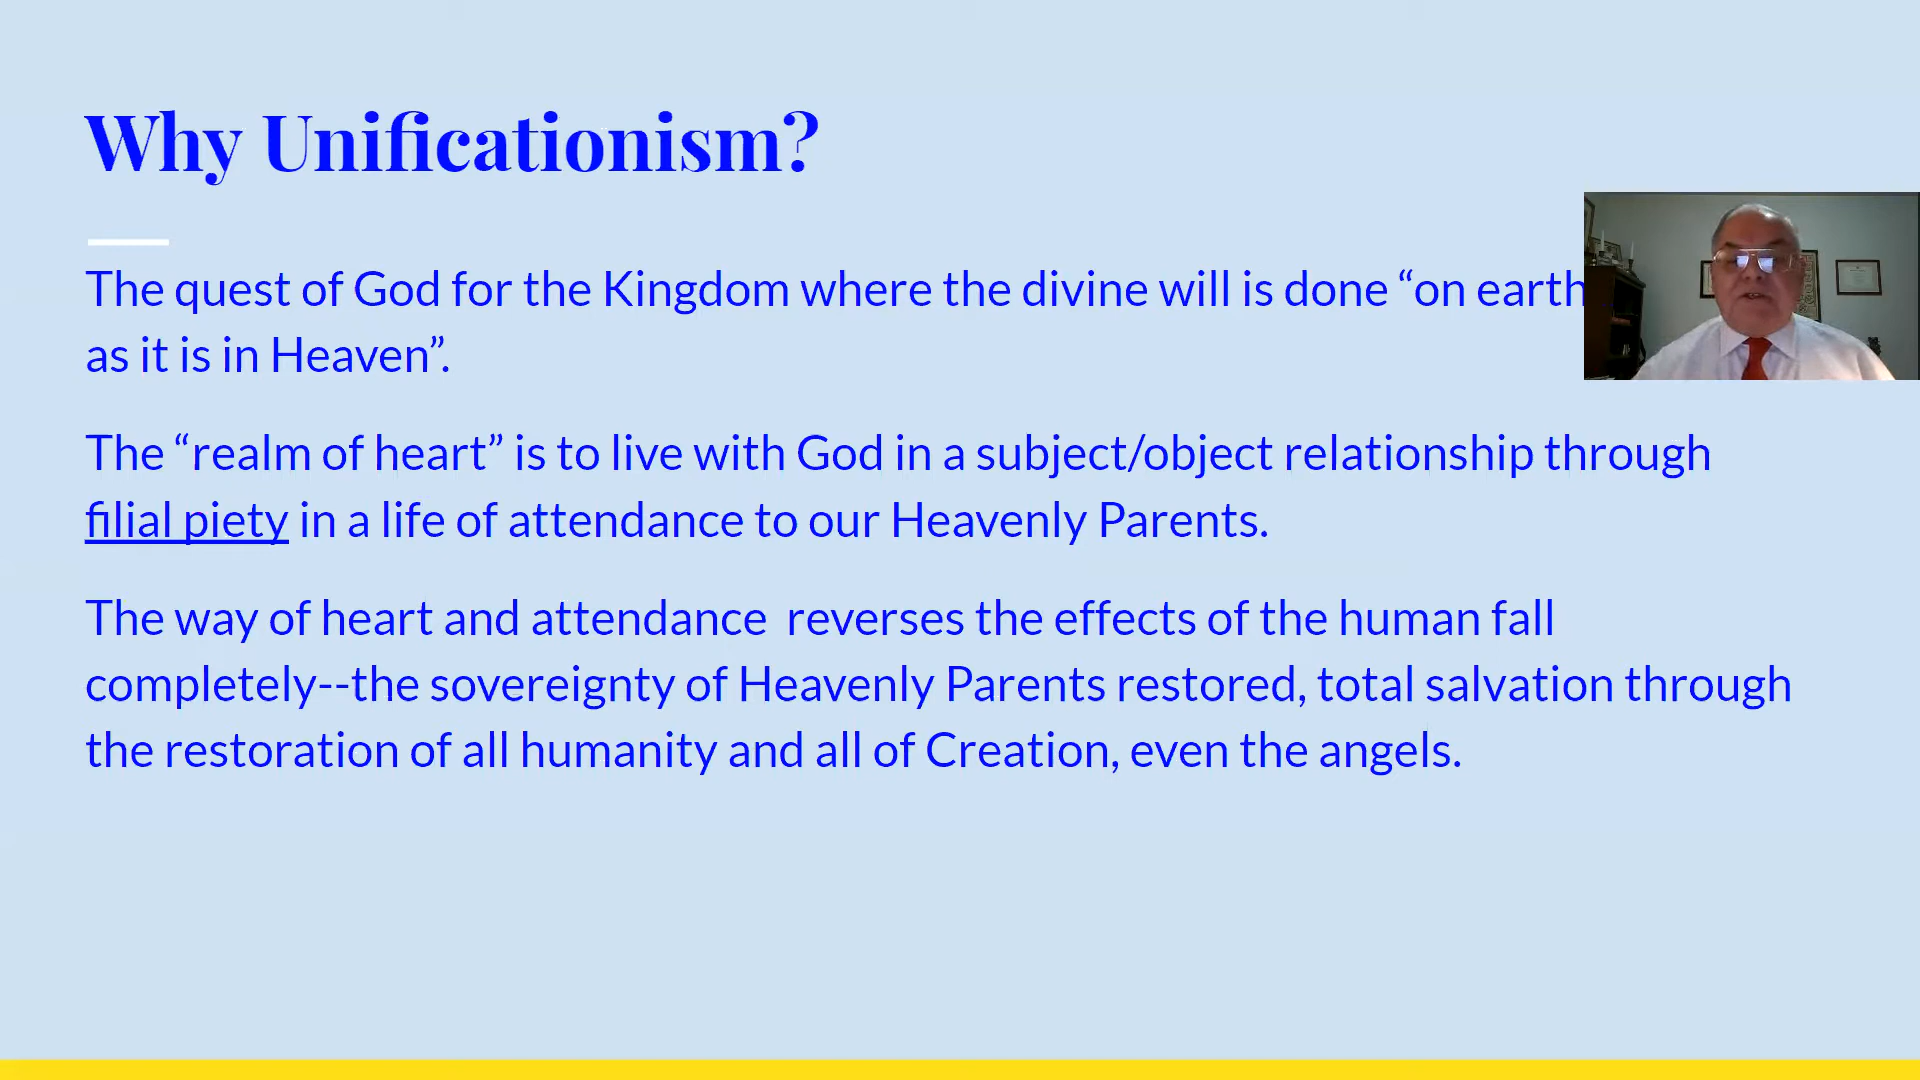 Why Unificationism?
The quest of God for the Kingdom where the divine will is done “on earth
as it is in Heaven”.
The “realm of heart” is to live with God in a subject/object relationship through
filial piety in a life of attendance to our Heavenly Parents.
The way of heart and attendance  reverses the effects of the human fall
completely--the sovereignty of Heavenly Parents restored, total salvation through
the restoration of all humanity and all of Creation, even the angels.